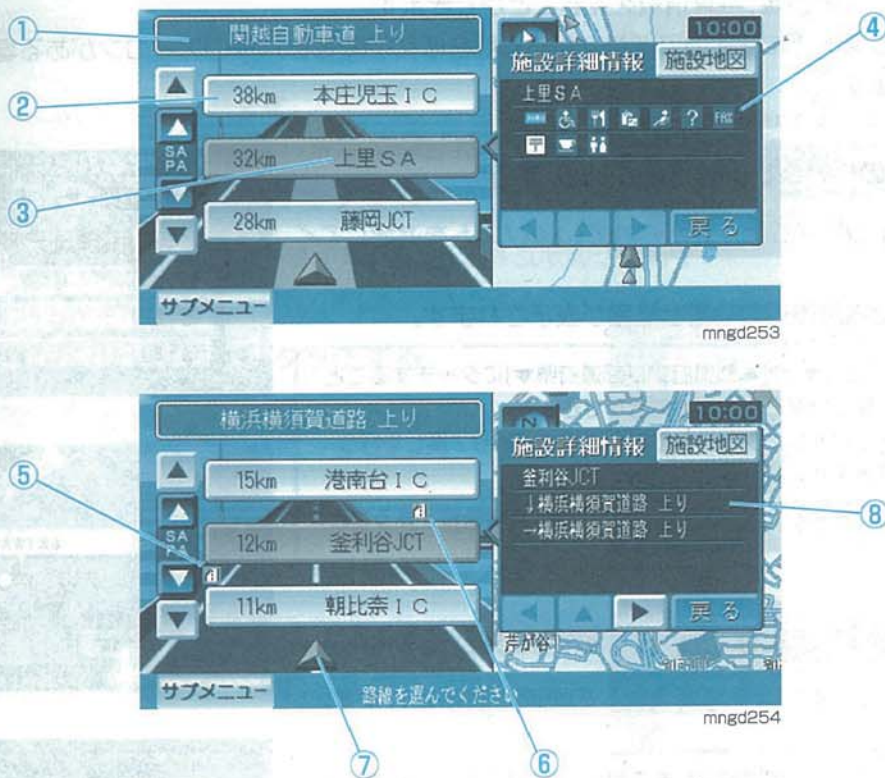 ①
関越自動車道 上り
10:00
④
施設詳細情報 施設地図
②
38km 本庄児玉IC
上里SA
? FAX
SA
PA
32km 上里SA
③
28km 藤岡JCT
戻る
サブメニュー
mngd253
横浜横須賀道路 上り
10:00
施設詳細情報 施設地図
⑤
15km 港南台IC
釜利谷JCT
↓横浜横須賀道路 上り
⑧
SA
PA
12km 釜利谷JCT
→横浜横須賀道路 上り
11km 朝比奈IC
戻る
芹が谷
サブメニュー
路線を選んでください
mngd254
⑦
⑥